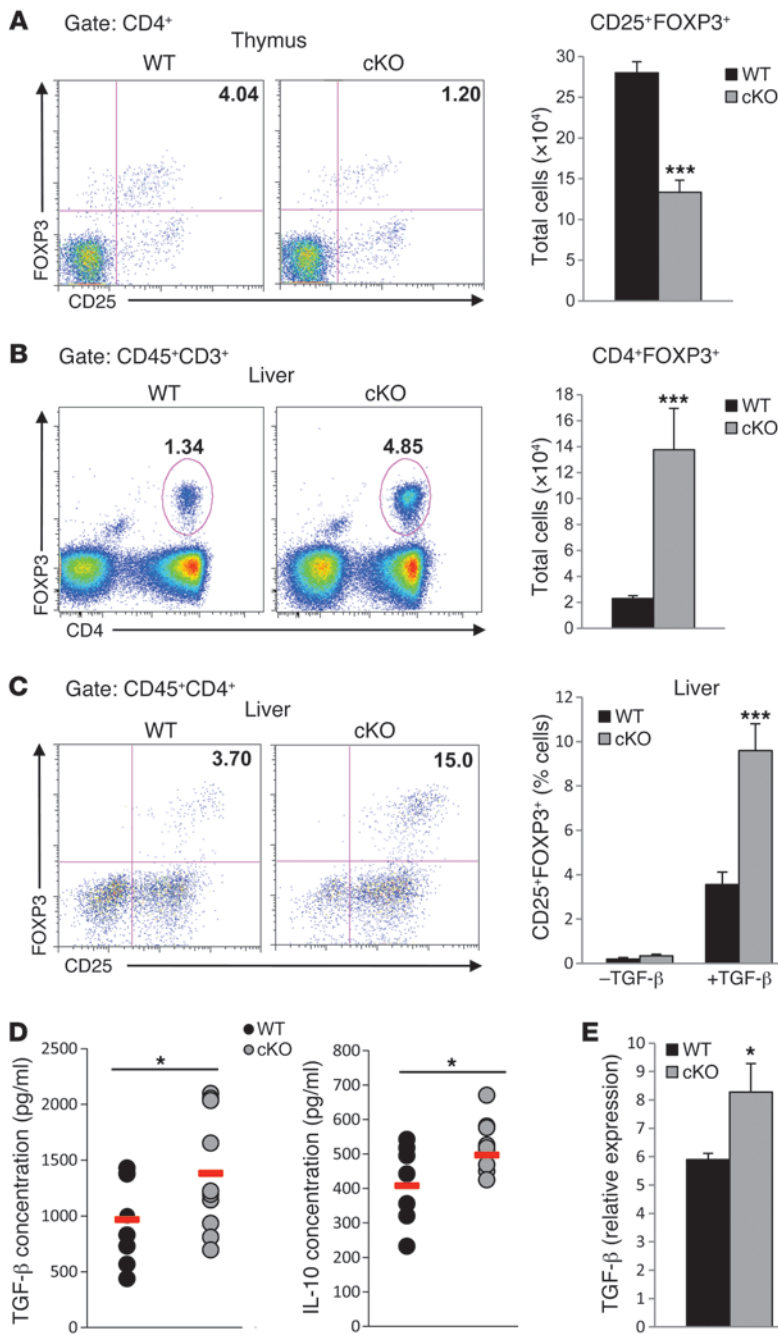 A Gate: CD4⁺
Thymus
WT cKO
4.04 1.20
FOXP3
CD25
CD25⁺FOXP3⁺
Total cells (×10⁴)
30
25
20
15
10
5
0
***
WT
cKO
B Gate: CD45⁺CD3⁺
Liver
WT cKO
1.34 4.85
FOXP3
CD4
CD4⁺FOXP3⁺
Total cells (×10⁴)
18
16
14
12
10
8
6
4
2
0
***
WT
cKO
C Gate: CD45⁺CD4⁺
Liver
WT cKO
3.70 15.0
FOXP3
CD25
Liver
CD25⁺FOXP3⁺ (% cells)
12
10
8
6
4
2
0
WT
cKO
***
−TGF-β +TGF-β
D
WT
cKO
TGF-β concentration (pg/ml)
2500
2000
1500
1000
500
0
*
IL-10 concentration (pg/ml)
800
700
600
500
400
300
200
100
0
*
E
TGF-β (relative expression)
10
9
8
7
6
5
4
3
2
1
0
WT
cKO
*